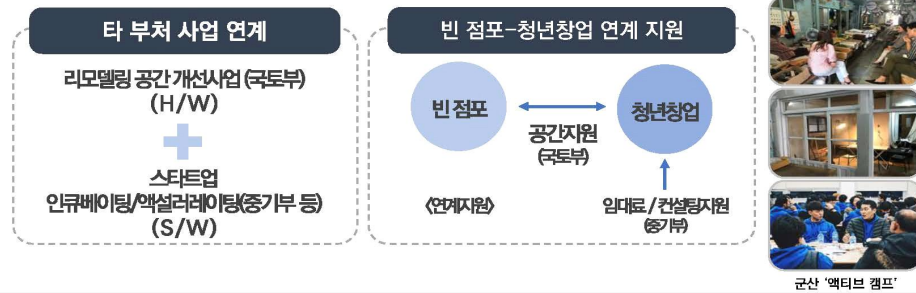 타 부처 사업 연계
리모델링 공간 개선사업 (국토부)
(H/W)
스타트업
인큐베이팅/액설러레이팅(중기부 등)
(S/W)
빈 점포-청년창업 연계 지원
빈 점포
청년창업
공간지원
(국토부)
〈연계지원〉
임대료 / 컨설팅지원
(중기부)
군산 '액티브 캠프'